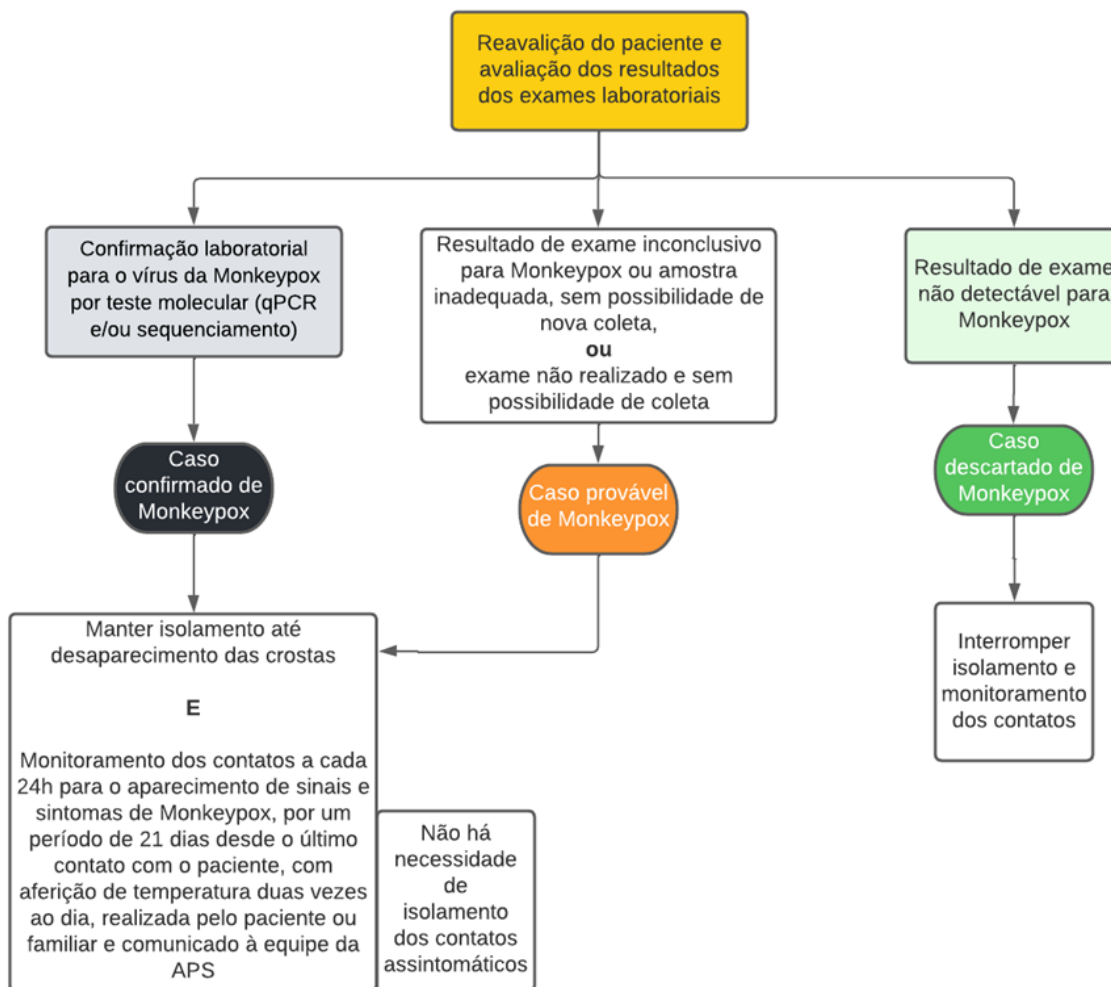 Reavalição do paciente e
avaliação dos resultados
dos exames laboratoriais
Confirmação laboratorial
para o vírus da Monkeypox
por teste molecular (qPCR
e/ou sequenciamento)
Resultado de exame inconclusivo
para Monkeypox ou amostra
inadequada, sem possibilidade de
nova coleta,
ou
exame não realizado e sem
possibilidade de coleta
Resultado de exame
não detectável para
Monkeypox
Caso
confirmado de
Monkeypox
Caso provável
de Monkeypox
Caso
descartado de
Monkeypox
Manter isolamento até
desaparecimento das crostas
E
Monitoramento dos contatos a cada
24h para o aparecimento de sinais e
sintomas de Monkeypox, por um
período de 21 dias desde o último
contato com o paciente, com
aferição de temperatura duas vezes
ao dia, realizada pelo paciente ou
familiar e comunicado à equipe da
APS
Não há
necessidade
de
isolamento
dos contatos
assintomáticos
Interromper
isolamento e
monitoramento
dos contatos